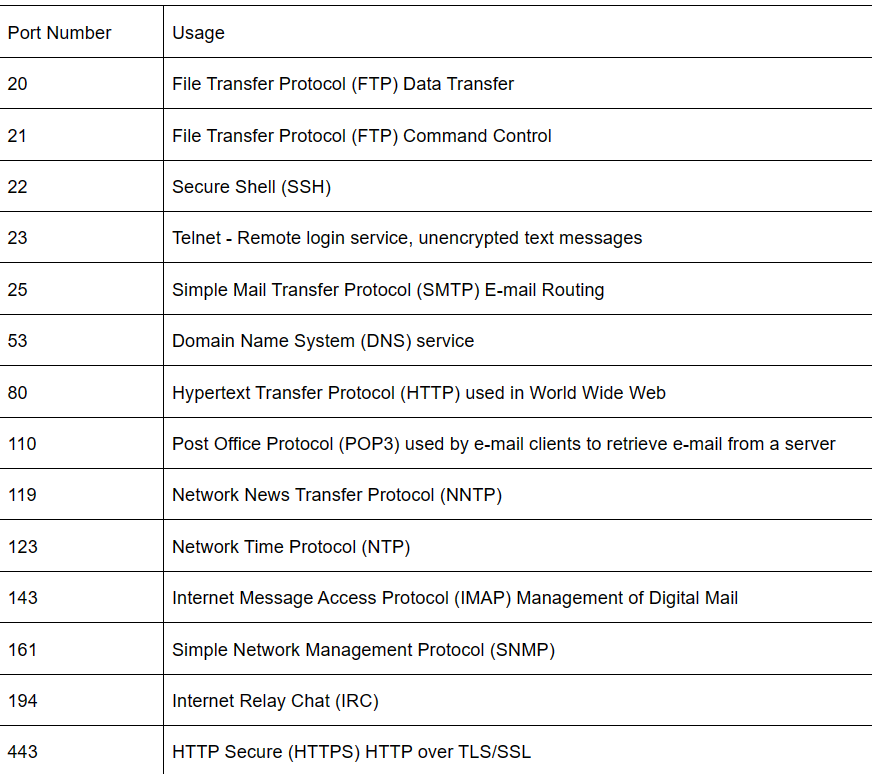 Port Number Usage
20 File Transfer Protocol (FTP) Data Transfer
21 File Transfer Protocol (FTP) Command Control
22 Secure Shell (SSH)
23 Telnet - Remote login service, unencrypted text messages
25 Simple Mail Transfer Protocol (SMTP) E-mail Routing
53 Domain Name System (DNS) service
80 Hypertext Transfer Protocol (HTTP) used in World Wide Web
110 Post Office Protocol (POP3) used by e-mail clients to retrieve e-mail from a server
119 Network News Transfer Protocol (NNTP)
123 Network Time Protocol (NTP)
143 Internet Message Access Protocol (IMAP) Management of Digital Mail
161 Simple Network Management Protocol (SNMP)
194 Internet Relay Chat (IRC)
443 HTTP Secure (HTTPS) HTTP over TLS/SSL